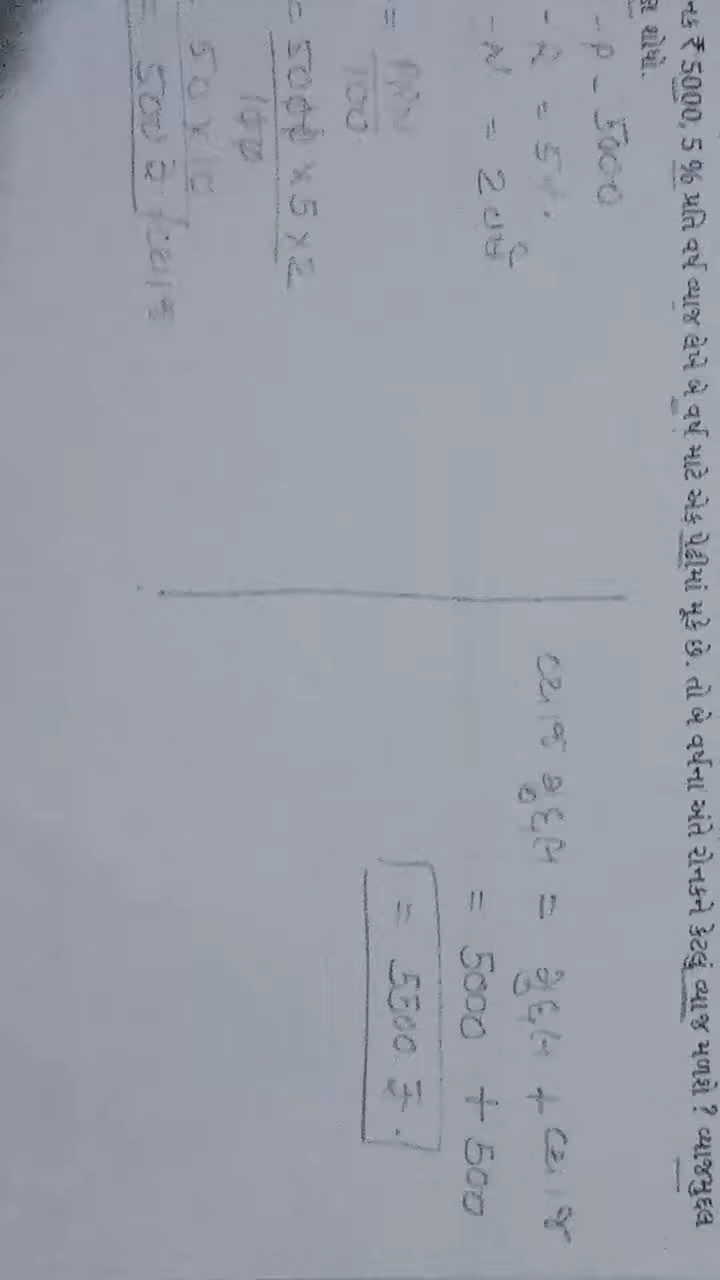 નક ₹ 5000, 5 % પ્રતિ વર્ષ વ્યાજ લેખે બે વર્ષ માટે એક પેઢીમાં મૂકે છે. તો બે વર્ષના અંતે રોનકને કેટલું વ્યાજ મળશે? વ્યાજમુદ્દલ
શોધો.
- P - 5000
- R = 5 %.
- N = 2 વર્ષ
= PRN
100
= 5000 × 5 × 2
100
50 × 10
= 500 ₹ વ્યાજ
વ્યાજ મુદ્દલ = મુદ્દલ + વ્યાજ
= 5000 + 500
= 5500 ₹.